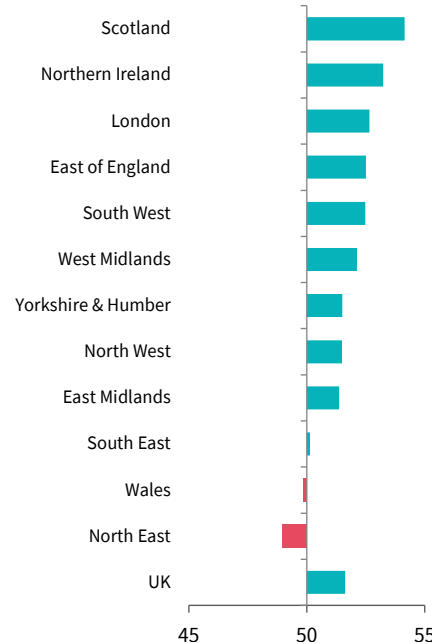 Scotland
Northern Ireland
London
East of England
South West
West Midlands
Yorkshire & Humber
North West
East Midlands
South East
Wales
North East
UK
45 50 55